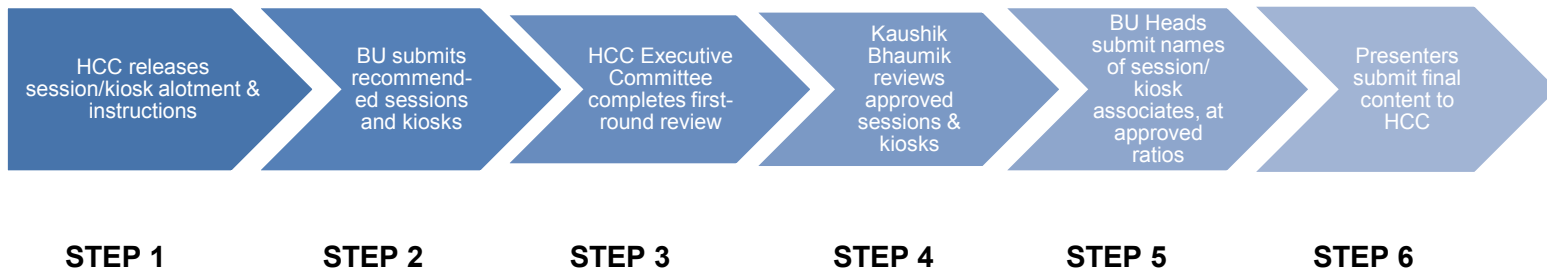 HCC releases
session/kiosk alotment &
instructions
BU submits
recommend-
ed sessions
and kiosks
HCC Executive
Committee
completes first-
round review
Kaushik
Bhaumik
reviews
approved
sessions &
kiosks
BU Heads
submit names
of session/
kiosk
associates, at
approved
ratios
Presenters
submit final
content to
HCC
STEP 1
STEP 2
STEP 3
STEP 4
STEP 5
STEP 6